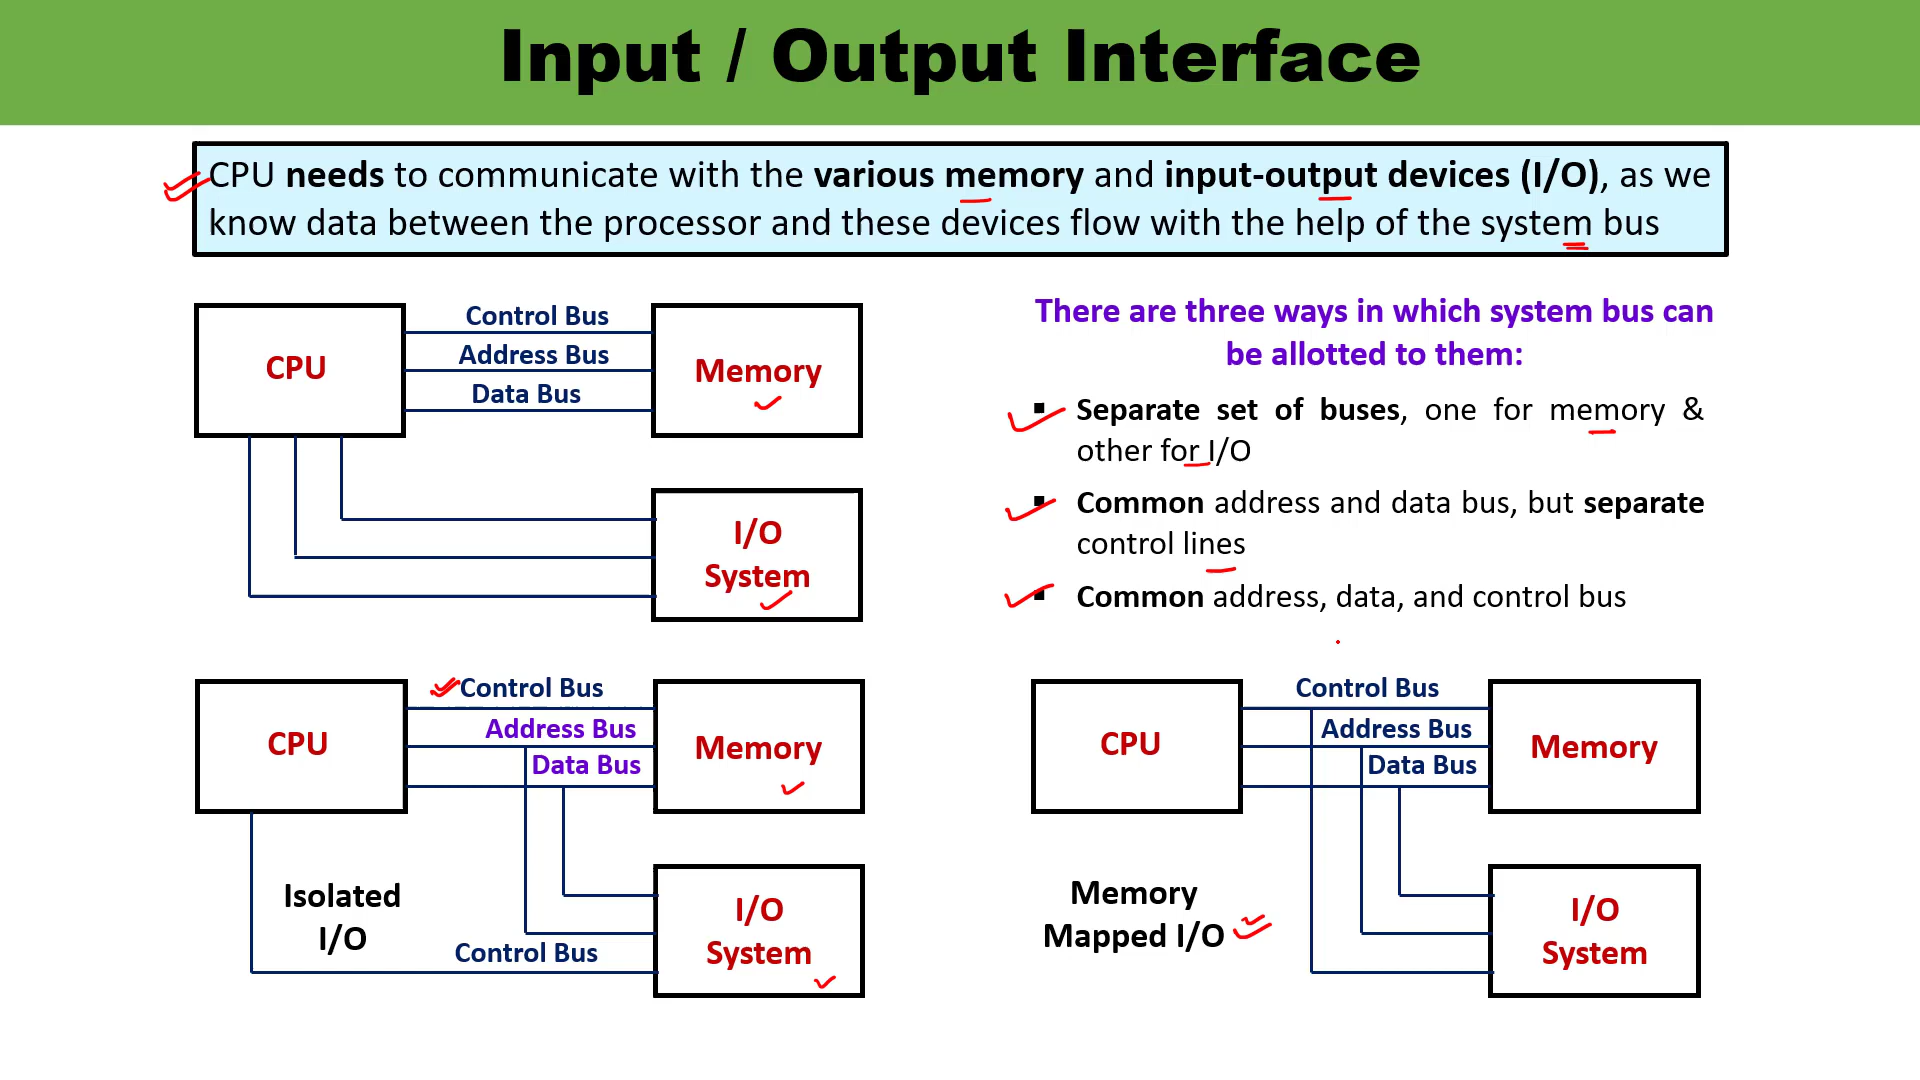 Input / Output Interface
CPU needs to communicate with the various memory and input-output devices (I/O), as we
know data between the processor and these devices flow with the help of the system bus
CPU
Control Bus
Address Bus
Data Bus
Memory
I/O
System
There are three ways in which system bus can
be allotted to them:
▪ Separate set of buses, one for memory &
other for I/O
▪ Common address and data bus, but separate
control lines
▪ Common address, data, and control bus
CPU
Control Bus
Address Bus
Data Bus
Memory
Isolated
I/O
Control Bus
I/O
System
CPU
Control Bus
Address Bus
Data Bus
Memory
Memory
Mapped I/O
I/O
System